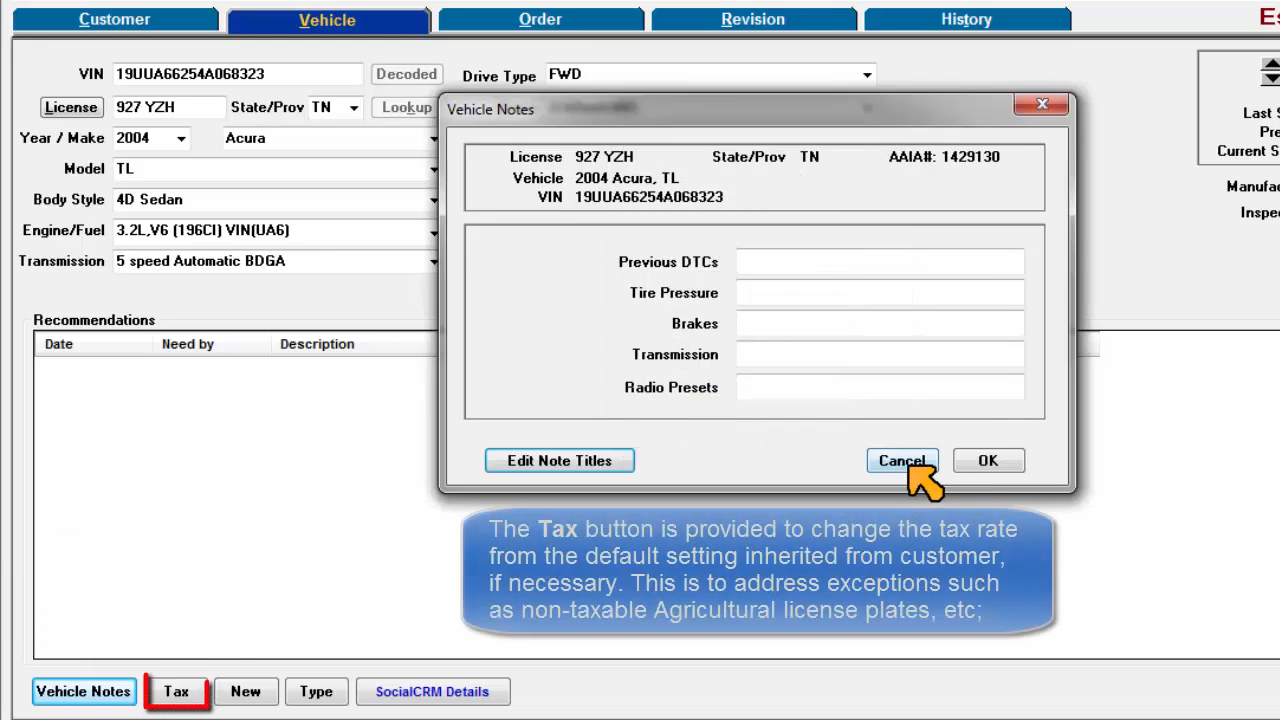 Customer Vehicle Order Revision History
VIN 19UUA66254A068323 Decoded Drive Type FWD
License 927 YZH State/Prov TN Lookup
Year / Make 2004 Acura
Model TL
Body Style 4D Sedan
Engine/Fuel 3.2L,V6 (196CI) VIN(UA6)
Transmission 5 speed Automatic BDGA
Last
Current
Recommendations
Date Need by Description
Vehicle Notes
License 927 YZH State/Prov TN AAIA#: 1429130
Vehicle 2004 Acura, TL
VIN 19UUA66254A068323
Previous DTCs
Tire Pressure
Brakes
Transmission
Radio Presets
Edit Note Titles Cancel OK
The Tax button is provided to change the tax rate
from the default setting inherited from customer,
if necessary. This is to address exceptions such
as non-taxable Agricultural license plates, etc;
Vehicle Notes Tax New Type SocialCRM Details